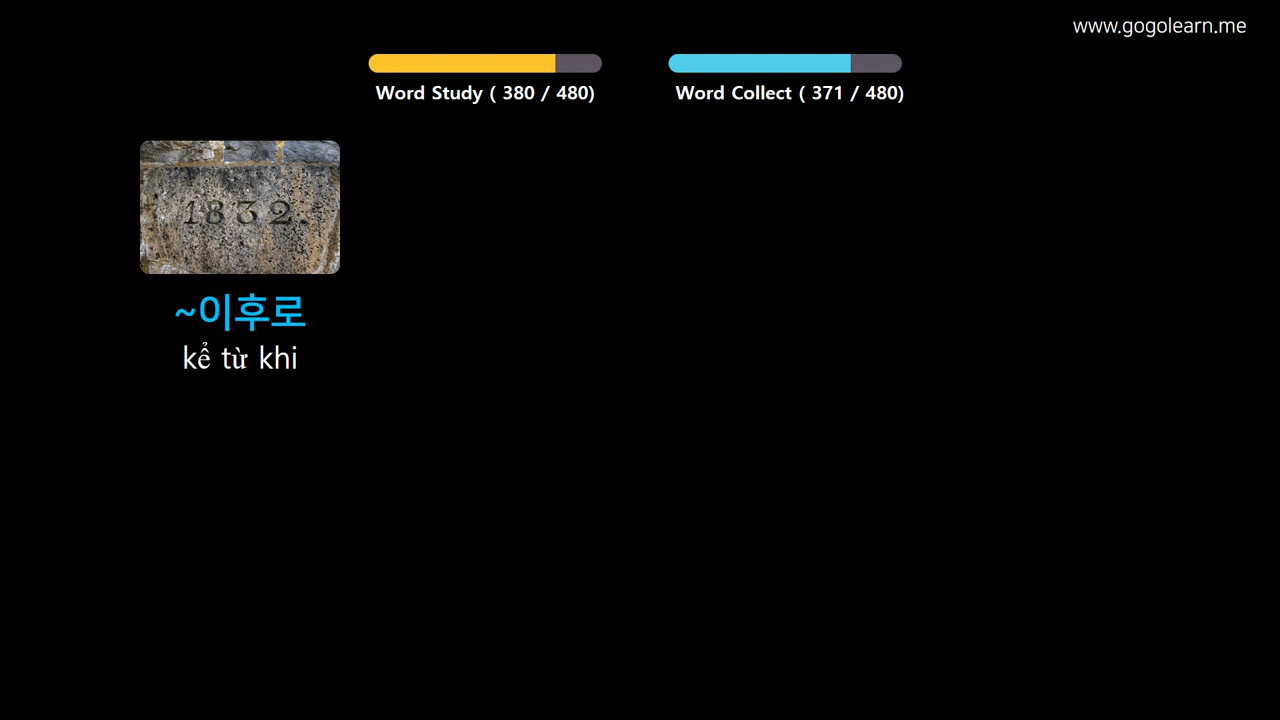 www.gogolearn.me
Word Study ( 380 / 480)
Word Collect ( 371 / 480)
1832.
~이후로
kể từ khi